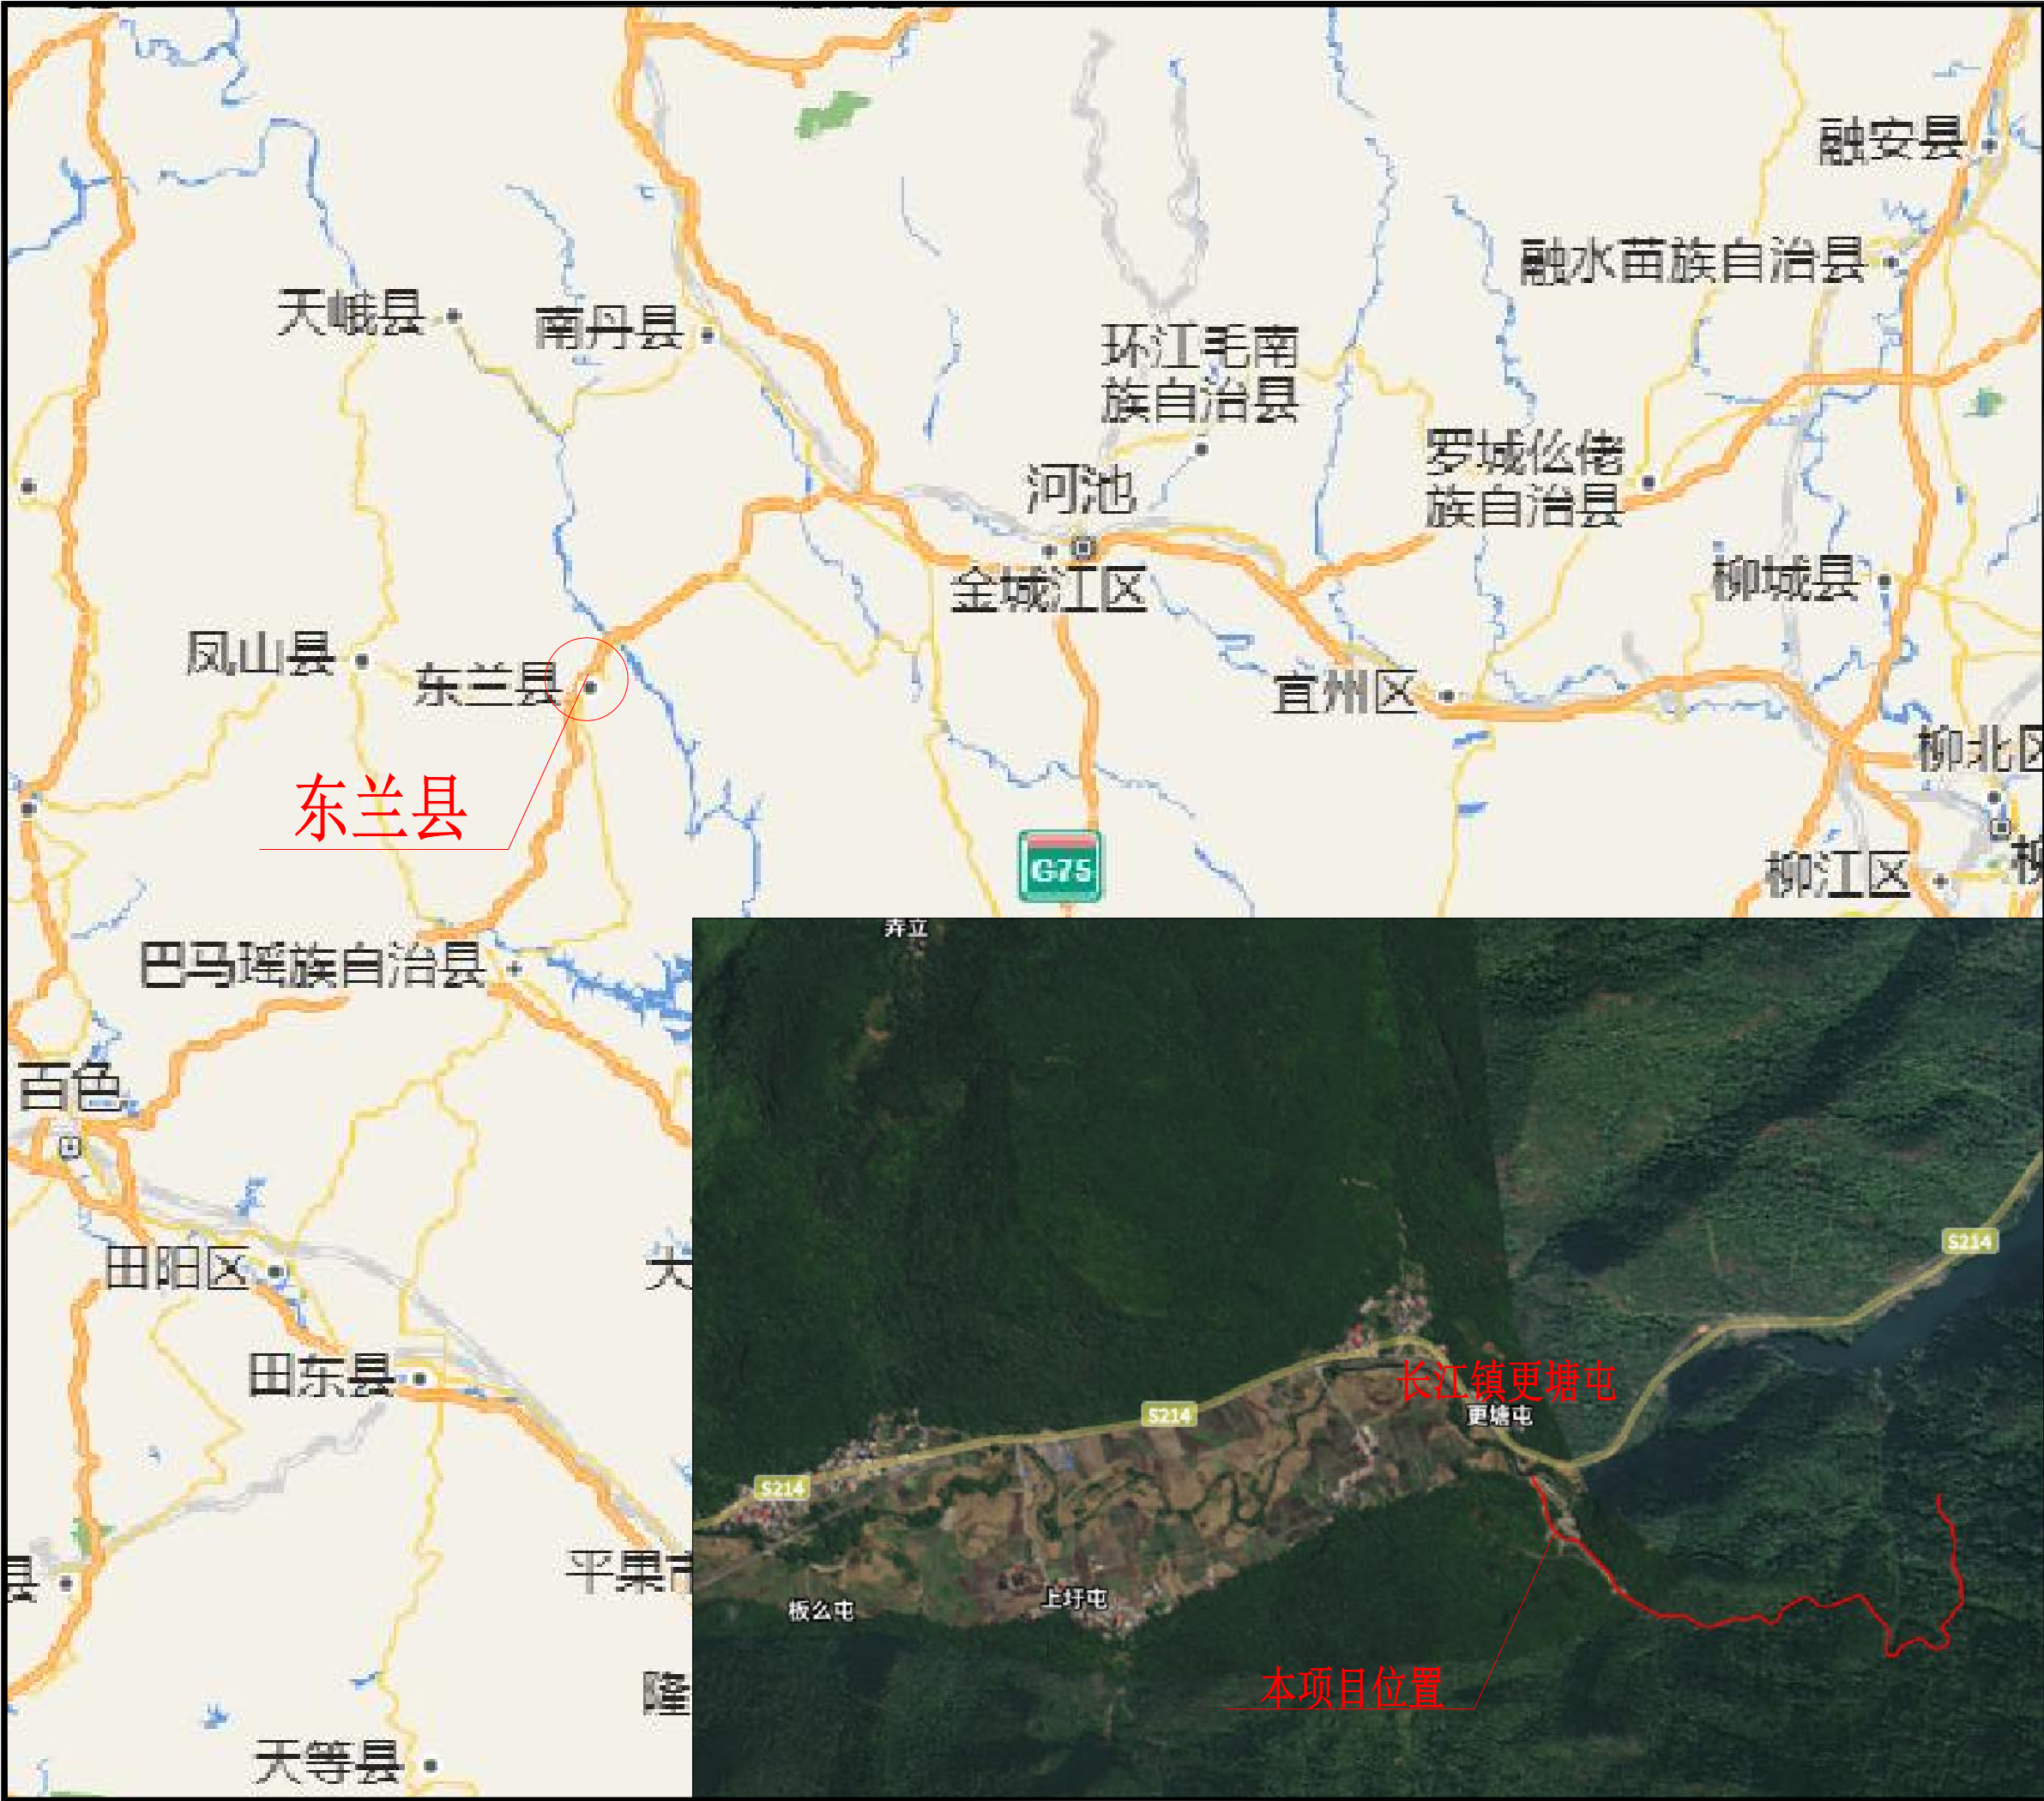 融安县
融水苗族自治县
天峨县
南丹县
环江毛南
族自治县
罗城仫佬
族自治县
河池
金城江区
柳城县
凤山县
东兰县
宜州区
柳北区
东兰县
G75
柳江区
巴马瑶族自治县
弄立
百色
S214
田阳区
大
田东县
长江镇更塘屯
S214
更塘屯
S214
平果市
县
板么屯
上圩屯
本项目位置
隆
天等县